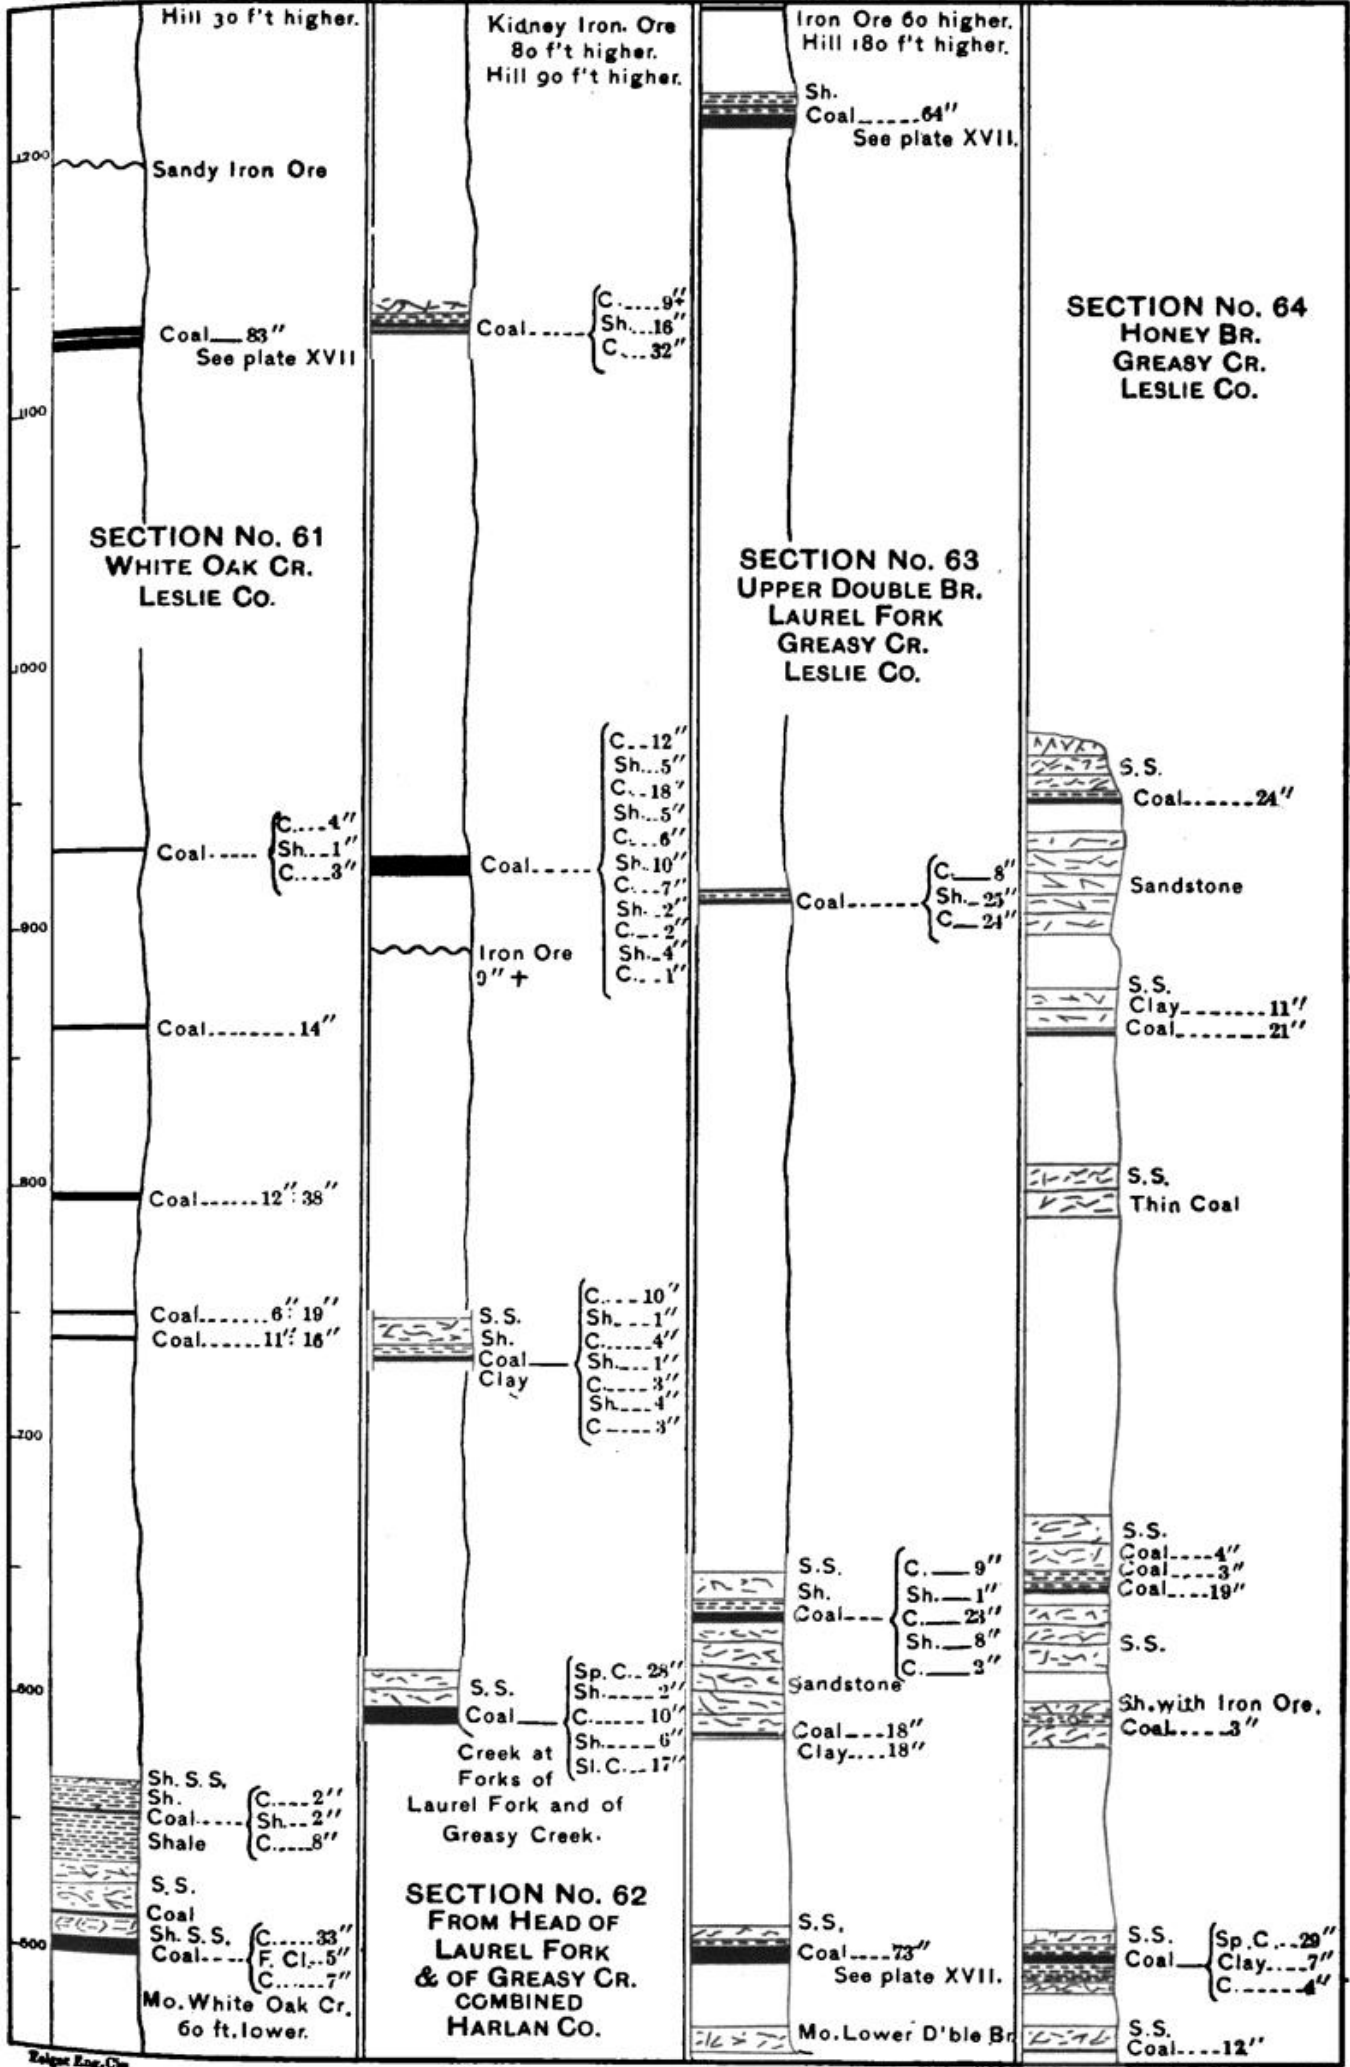 Hill 30 f't higher.
1200
Sandy Iron Ore
Coal 83"
See plate XVII
1100
SECTION No. 61
WHITE OAK CR.
LESLIE CO.
1000
Coal
C. 4"
Sh. 1"
C. 3"
900
Coal 14"
800
Coal 12": 38"
Coal 6": 19"
Coal 11": 16"
700
600
Sh. S.S.
Sh.
Coal
Shale
C. 2"
Sh. 2"
C. 8"
S.S.
Coal
Sh. S.S.
Coal
C. 33"
F. Cl. 5"
C. 7"
500
Mo. White Oak Cr.
60 ft. lower.
Kidney Iron. Ore
80 f't higher.
Hill 90 f't higher.
Coal
C. 9"+
Sh. 16"
C. 32"
Coal
C. 12"
Sh. 5"
C. 18"
Sh. 5"
C. 6"
Sh. 10"
C. 7"
Sh. 2"
C. 2"
Sh. 4"
C. 1"
Iron Ore
9" +
S.S.
Sh.
Coal
Clay
C. 10"
Sh. 1"
C. 4"
Sh. 1"
C. 3"
Sh. 4"
C. 3"
S.S.
Coal
Sp. C. 28"
Sh. 2"
C. 10"
Sh. 6"
Sl. C. 17"
Creek at
Forks of
Laurel Fork and of
Greasy Creek.
SECTION No. 62
FROM HEAD OF
LAUREL FORK
& OF GREASY CR.
COMBINED
HARLAN CO.
Iron Ore 60 higher.
Hill 180 f't higher.
Sh.
Coal 64"
See plate XVII.
SECTION No. 63
UPPER DOUBLE BR.
LAUREL FORK
GREASY CR.
LESLIE CO.
Coal
C. 8"
Sh. 25"
C. 24"
S.S.
Sh.
Coal
C. 9"
Sh. 1"
C. 23"
Sh. 8"
C. 2"
Sandstone
Coal 18"
Clay 18"
S.S.
Coal 73"
See plate XVII.
Mo. Lower D'ble Br.
SECTION No. 64
HONEY BR.
GREASY CR.
LESLIE CO.
S.S.
Coal 24"
Sandstone
S.S.
Clay 11"
Coal 21"
S.S.
Thin Coal
S.S.
Coal 4"
Coal 3"
Coal 19"
S.S.
Sh. with Iron Ore.
Coal 3"
S.S.
Coal
Sp. C. 29"
Clay 7"
C. 4"
S.S.
Coal 12"